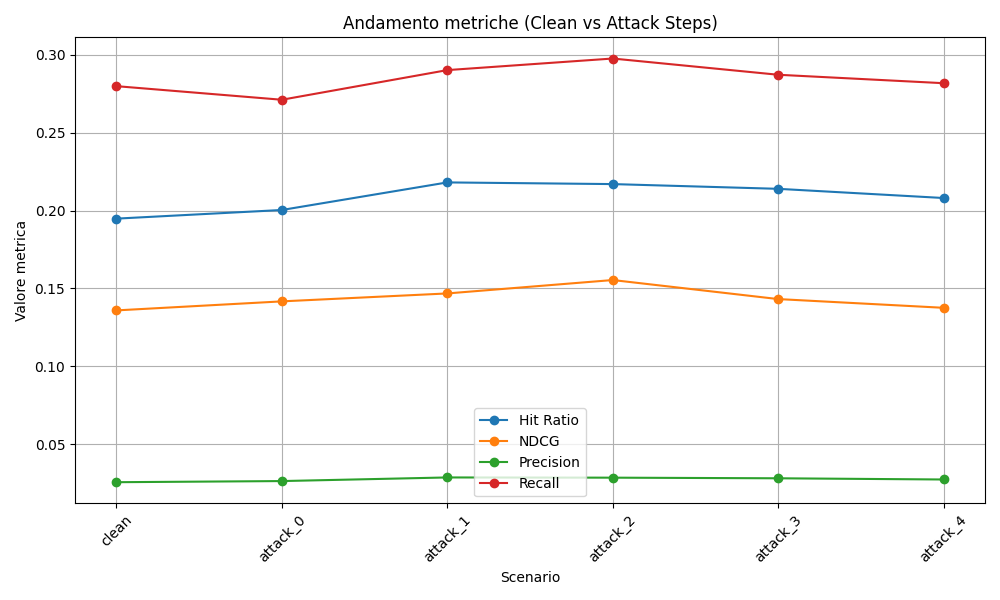 Andamento metriche (Clean vs Attack Steps)
0.30
0.25
0.20
0.15
0.10
0.05
Valore metrica
Hit Ratio
NDCG
Precision
Recall
clean
attack_0
attack_1
attack_2
attack_3
attack_4
Scenario